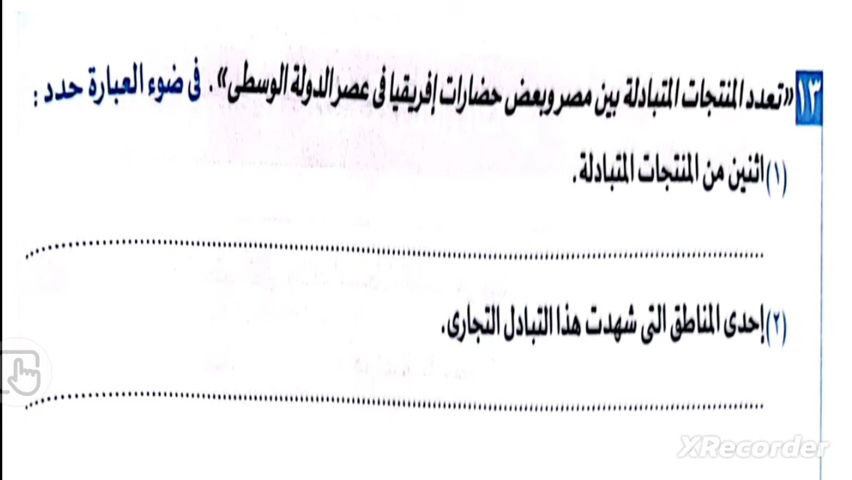 ١٣ «تعدد المنتجات المتبادلة بين مصر وبعض حضارات إفريقيا فى عصر الدولة الوسطى». فى ضوء العبارة حدد :
(١) اثنين من المنتجات المتبادلة.
(٢) إحدى المناطق التى شهدت هذا التبادل التجارى.
XRecorder